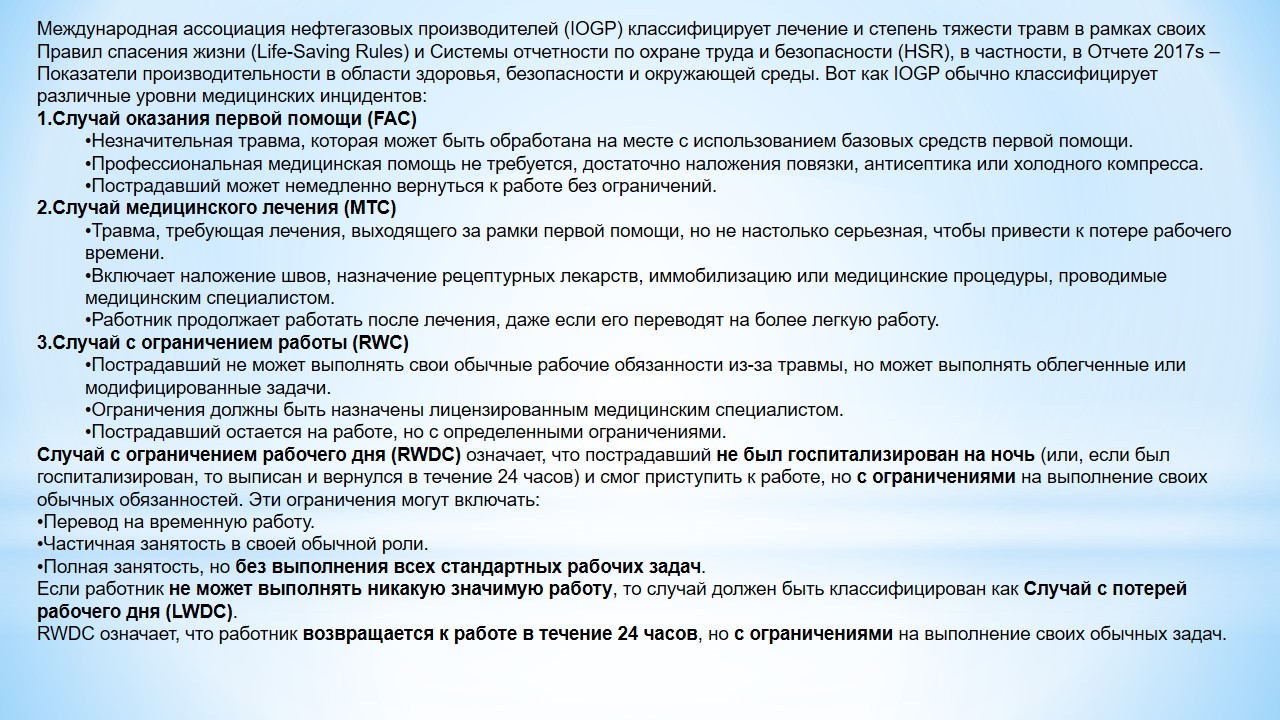 Международная ассоциация нефтегазовых производителей (IOGP) классифицирует лечение и степень тяжести травм в рамках своих
Правил спасения жизни (Life-Saving Rules) и Системы отчетности по охране труда и безопасности (HSR), в частности, в Отчете 2017s –
Показатели производительности в области здоровья, безопасности и окружающей среды. Вот как IOGP обычно классифицирует
различные уровни медицинских инцидентов:
1.Случай оказания первой помощи (FAC)
•Незначительная травма, которая может быть обработана на месте с использованием базовых средств первой помощи.
•Профессиональная медицинская помощь не требуется, достаточно наложения повязки, антисептика или холодного компресса.
•Пострадавший может немедленно вернуться к работе без ограничений.
2.Случай медицинского лечения (MTC)
•Травма, требующая лечения, выходящего за рамки первой помощи, но не настолько серьезная, чтобы привести к потере рабочего
времени.
•Включает наложение швов, назначение рецептурных лекарств, иммобилизацию или медицинские процедуры, проводимые
медицинским специалистом.
•Работник продолжает работать после лечения, даже если его переводят на более легкую работу.
3.Случай с ограничением работы (RWC)
•Пострадавший не может выполнять свои обычные рабочие обязанности из-за травмы, но может выполнять облегченные или
модифицированные задачи.
•Ограничения должны быть назначены лицензированным медицинским специалистом.
•Пострадавший остается на работе, но с определенными ограничениями.
Случай с ограничением рабочего дня (RWDC) означает, что пострадавший не был госпитализирован на ночь (или, если был
госпитализирован, то выписан и вернулся в течение 24 часов) и смог приступить к работе, но с ограничениями на выполнение своих
обычных обязанностей. Эти ограничения могут включать:
•Перевод на временную работу.
•Частичная занятость в своей обычной роли.
•Полная занятость, но без выполнения всех стандартных рабочих задач.
Если работник не может выполнять никакую значимую работу, то случай должен быть классифицирован как Случай с потерей
рабочего дня (LWDC).
RWDC означает, что работник возвращается к работе в течение 24 часов, но с ограничениями на выполнение своих обычных задач.